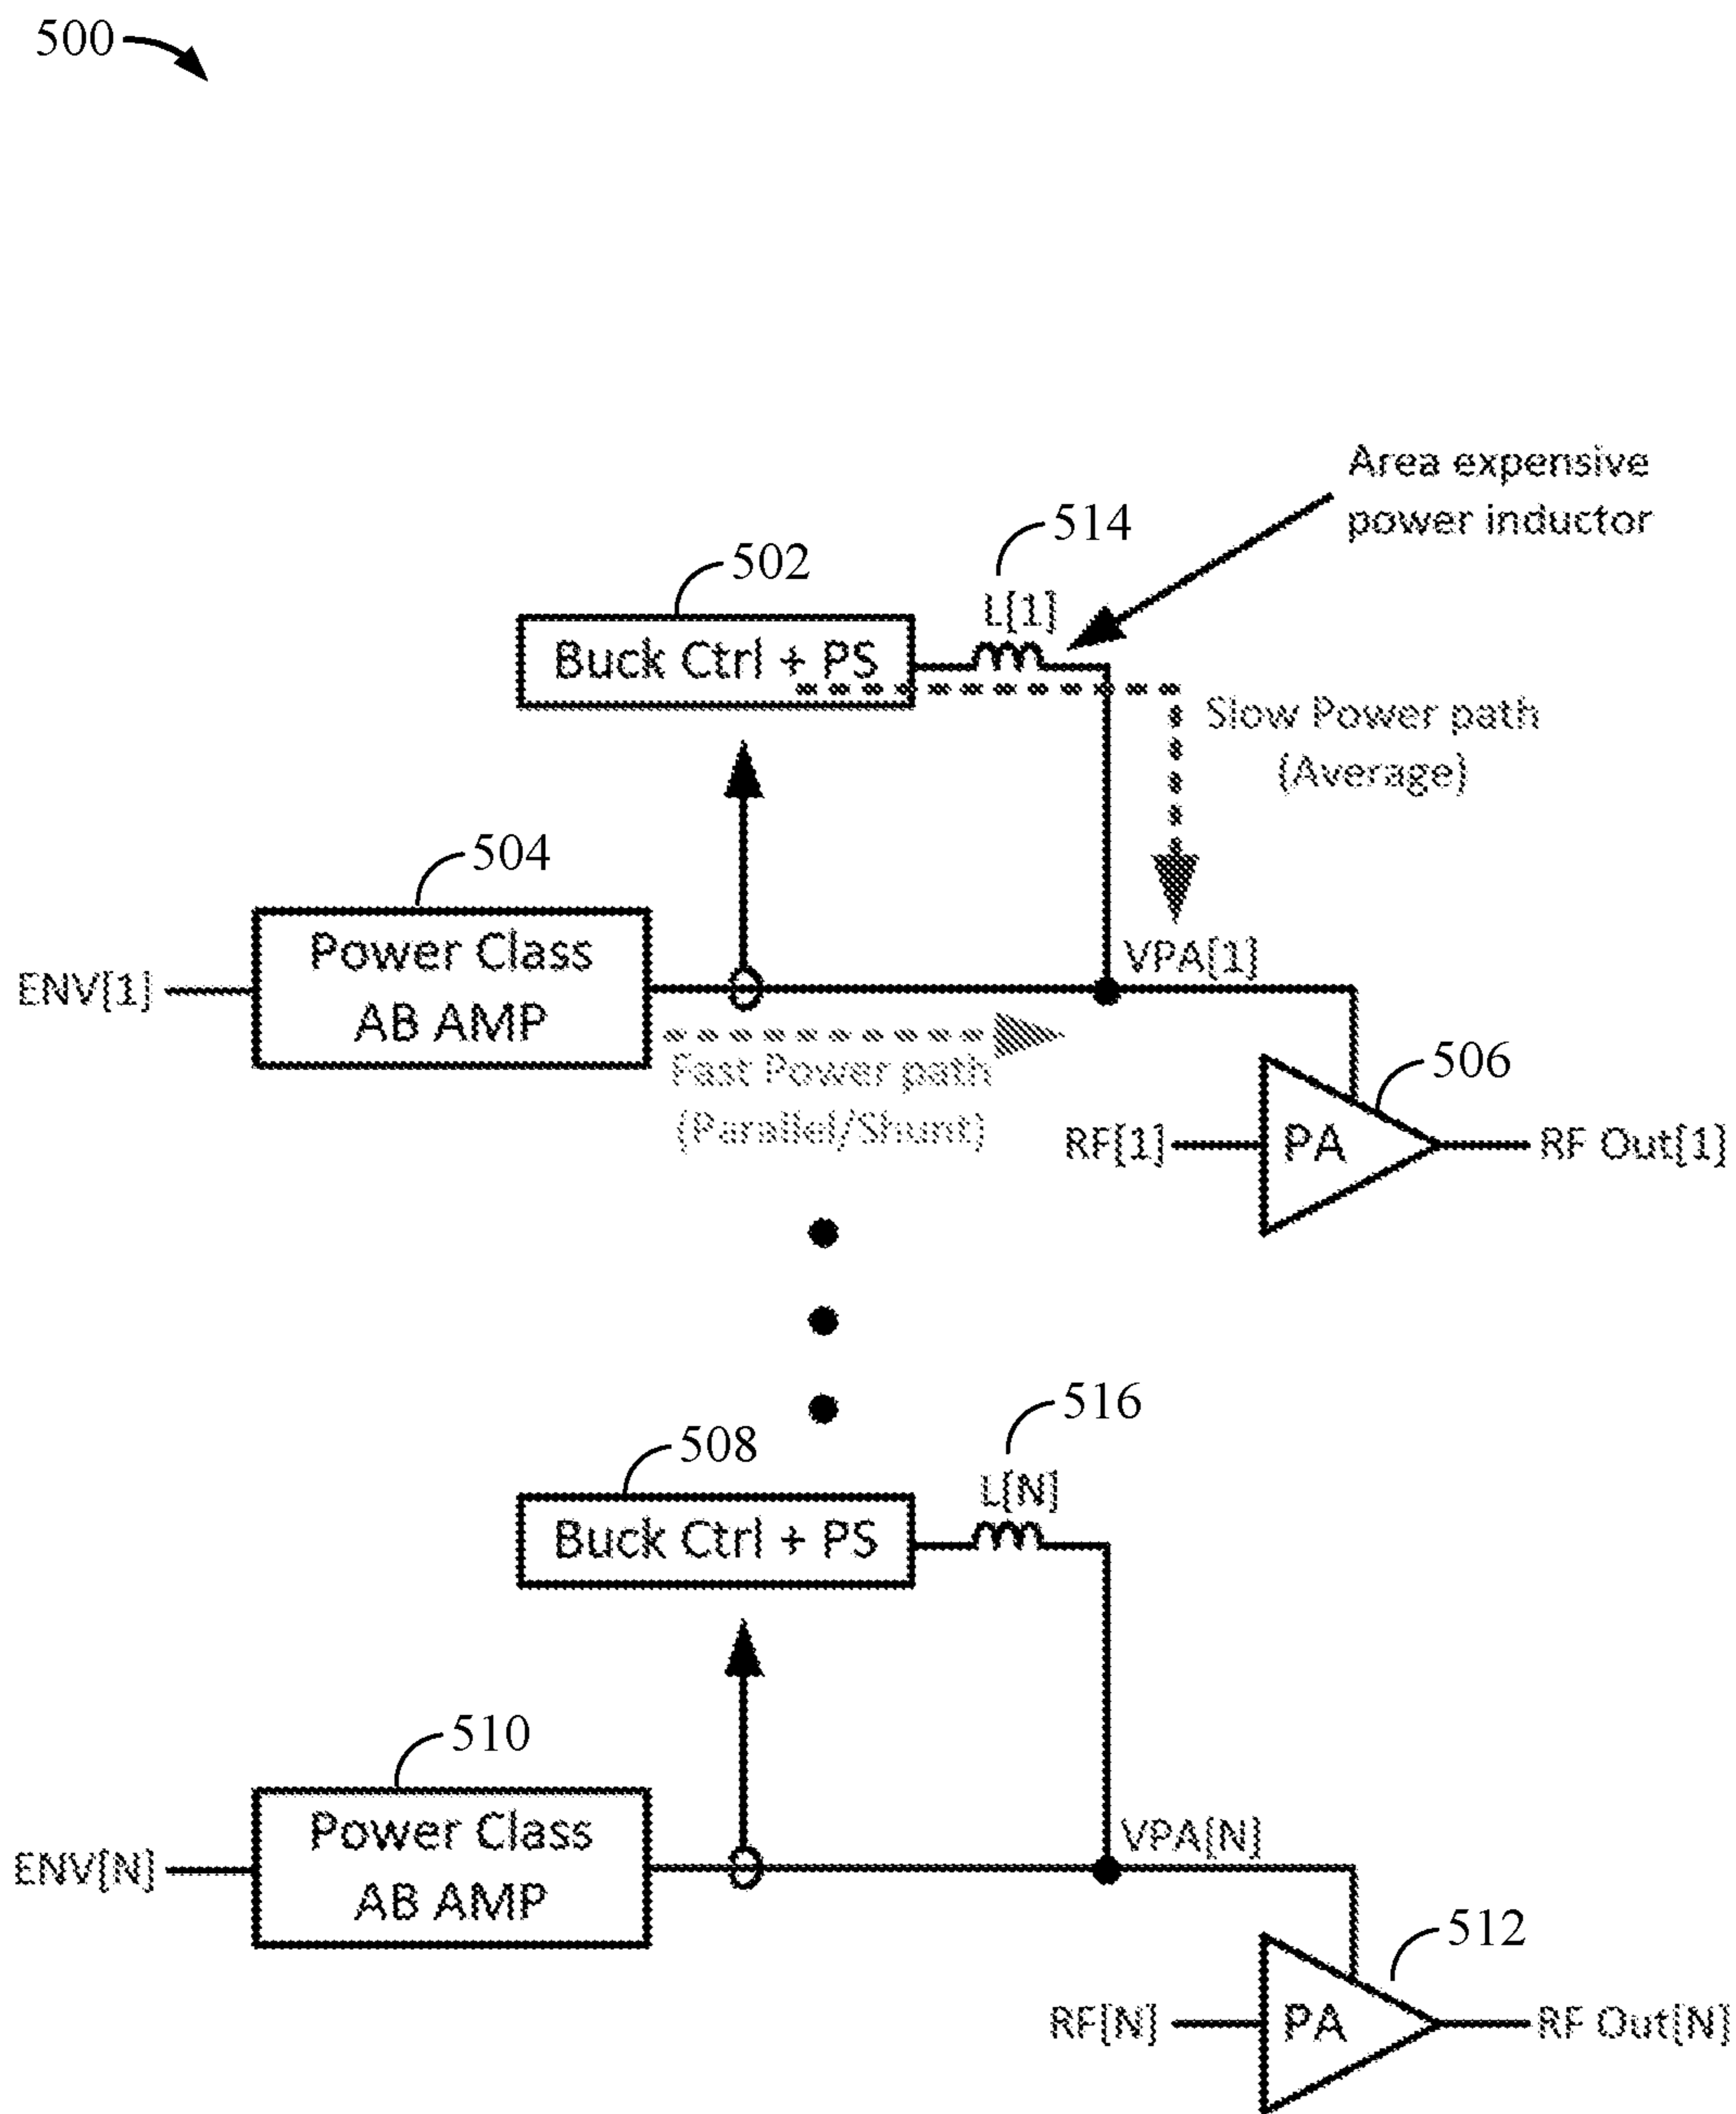 500
Area expensive
power inductor
514
502
L[1]
Buck Ctrl + PS
Slow Power path
(Average)
504
Power Class
AB AMP
VPA[1]
ENV[1]
Fast Power path
(Parallel/Shunt)
506
RF[1]
PA
RF Out[1]
516
508
L[N]
Buck Ctrl + PS
510
Power Class
AB AMP
VPA[N]
ENV[N]
512
RF[N]
PA
RF Out[N]